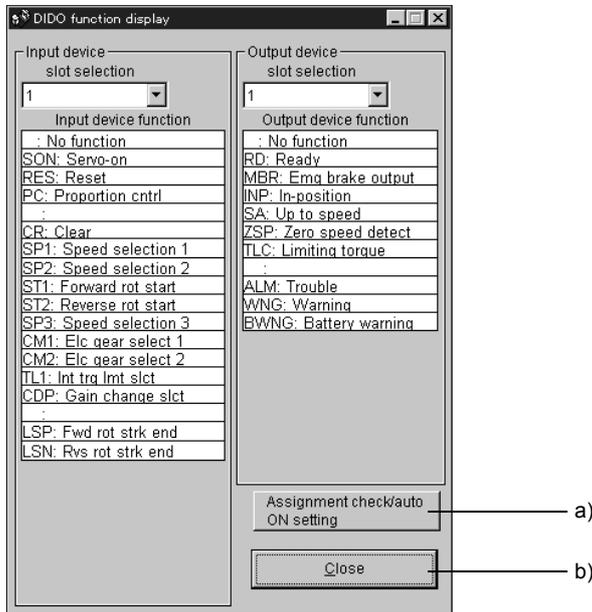 DIDO function display
Input device
slot selection
1
Input device function
: No function
SON: Servo-on
RES: Reset
PC: Proportion cntrl
:
CR: Clear
SP1: Speed selection 1
SP2: Speed selection 2
ST1: Forward rot start
ST2: Reverse rot start
SP3: Speed selection 3
CM1: Elc gear select 1
CM2: Elc gear select 2
TL1: Int trq lmt slct
CDP: Gain change slct
:
LSP: Fwd rot strk end
LSN: Rvs rot strk end
Output device
slot selection
1
Output device function
: No function
RD: Ready
MBR: Emg brake output
INP: In-position
SA: Up to speed
ZSP: Zero speed detect
TLC: Limiting torque
:
ALM: Trouble
WNG: Warning
BWNG: Battery warning
Assignment check/auto
ON setting
a)
Close
b)